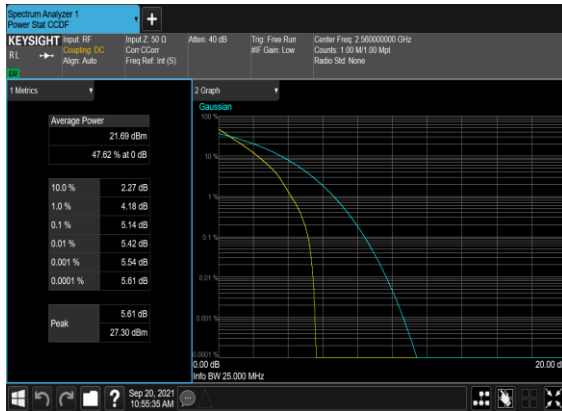 Spectrum Analyzer 1
Power Stat CCDF
KEYSIGHT
RL
Input: RF
Coupling: DC
Align: Auto
Input Z: 50 Ω
Corr CCorr
Freq Ref: Int (S)
Atten: 40 dB
Trig: Free Run
#IF Gain: Low
Center Freq: 2.560000000 GHz
Counts: 1.00 M/1.00 Mpt
Radio Std: None
1 Metrics
Average Power
21.69 dBm
47.62 % at 0 dB
10.0 % 2.27 dB
1.0 % 4.18 dB
0.1 % 5.14 dB
0.01 % 5.42 dB
0.001 % 5.54 dB
0.0001 % 5.61 dB
Peak
5.61 dB
27.30 dBm
2 Graph
Gaussian
100 %
10 %
1 %
0.1 %
0.01 %
0.001 %
0.0001 %
0.00 dB
20.00 d
Info BW 25.000 MHz
Sep 20, 2021
10:55:35 AM